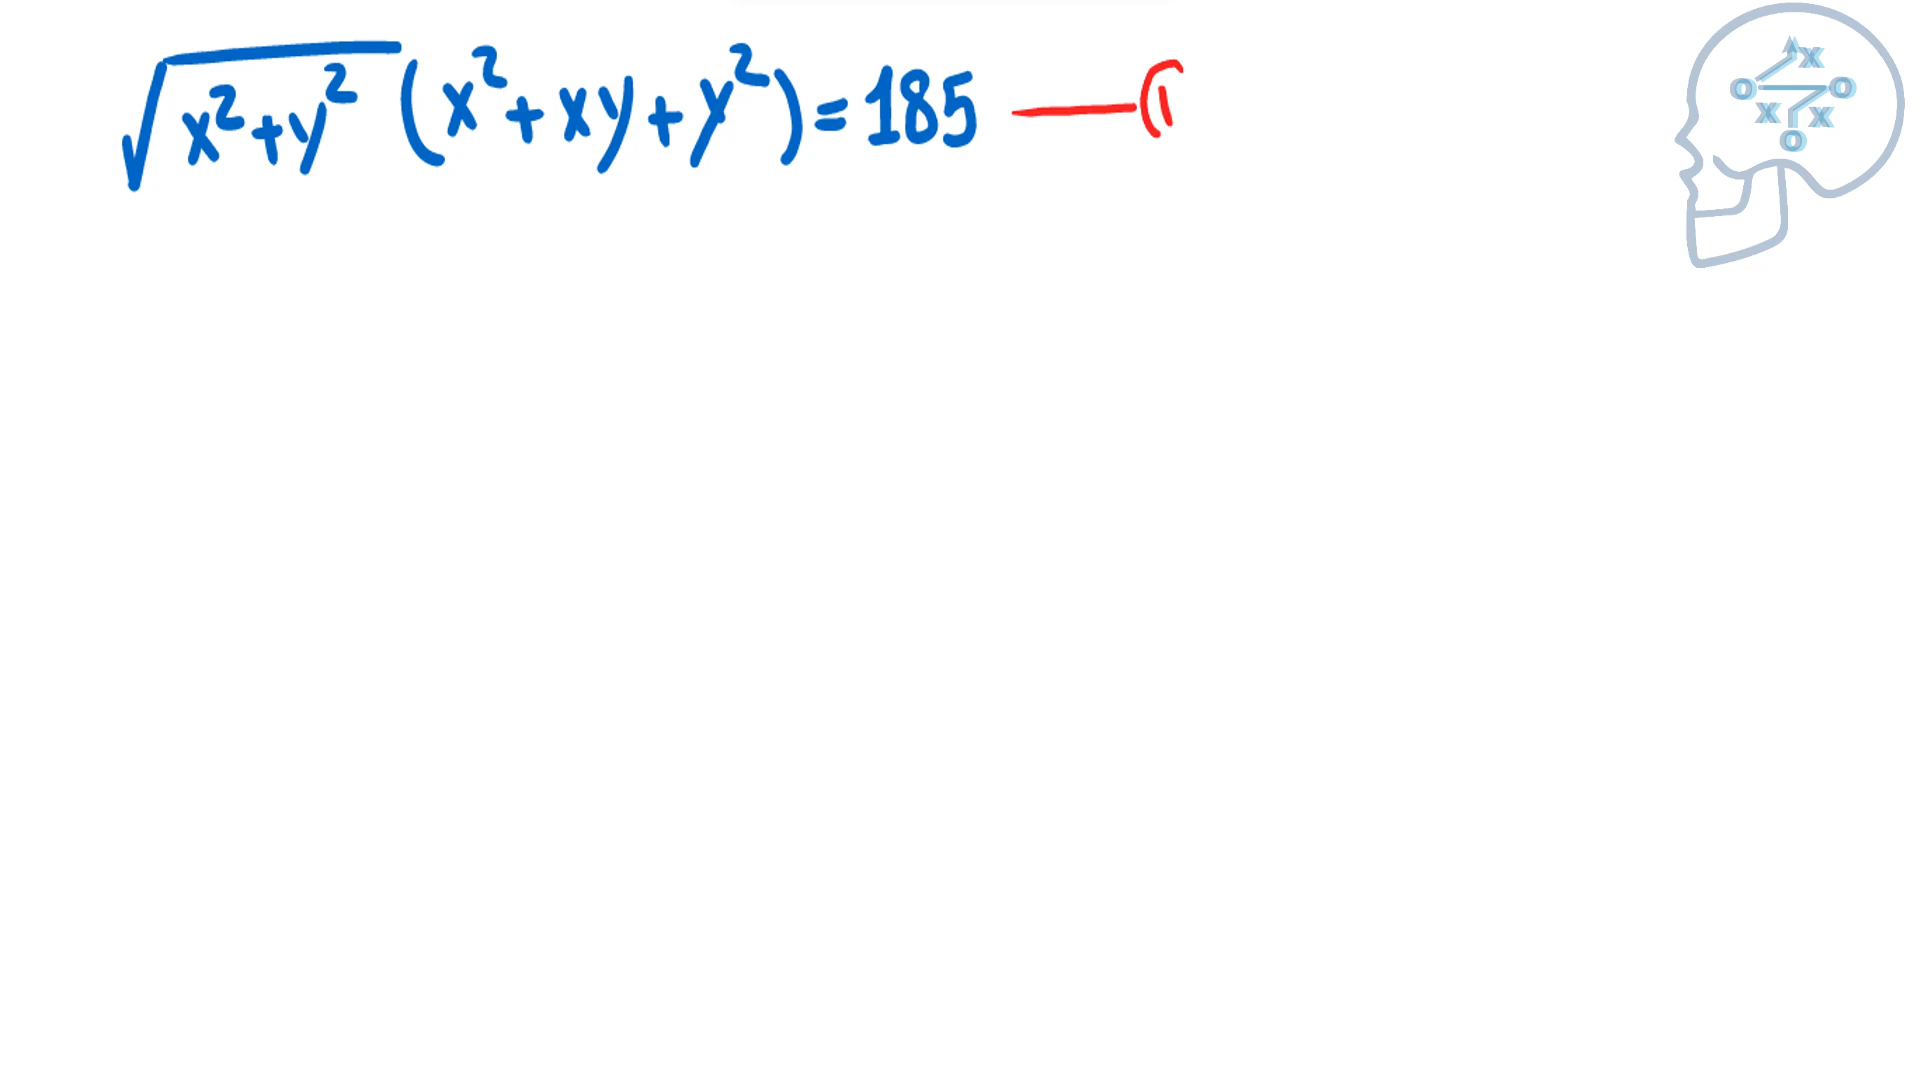 √(x²+y²) (x²+xy+y²) = 185 —(1
X
O O
X X
O